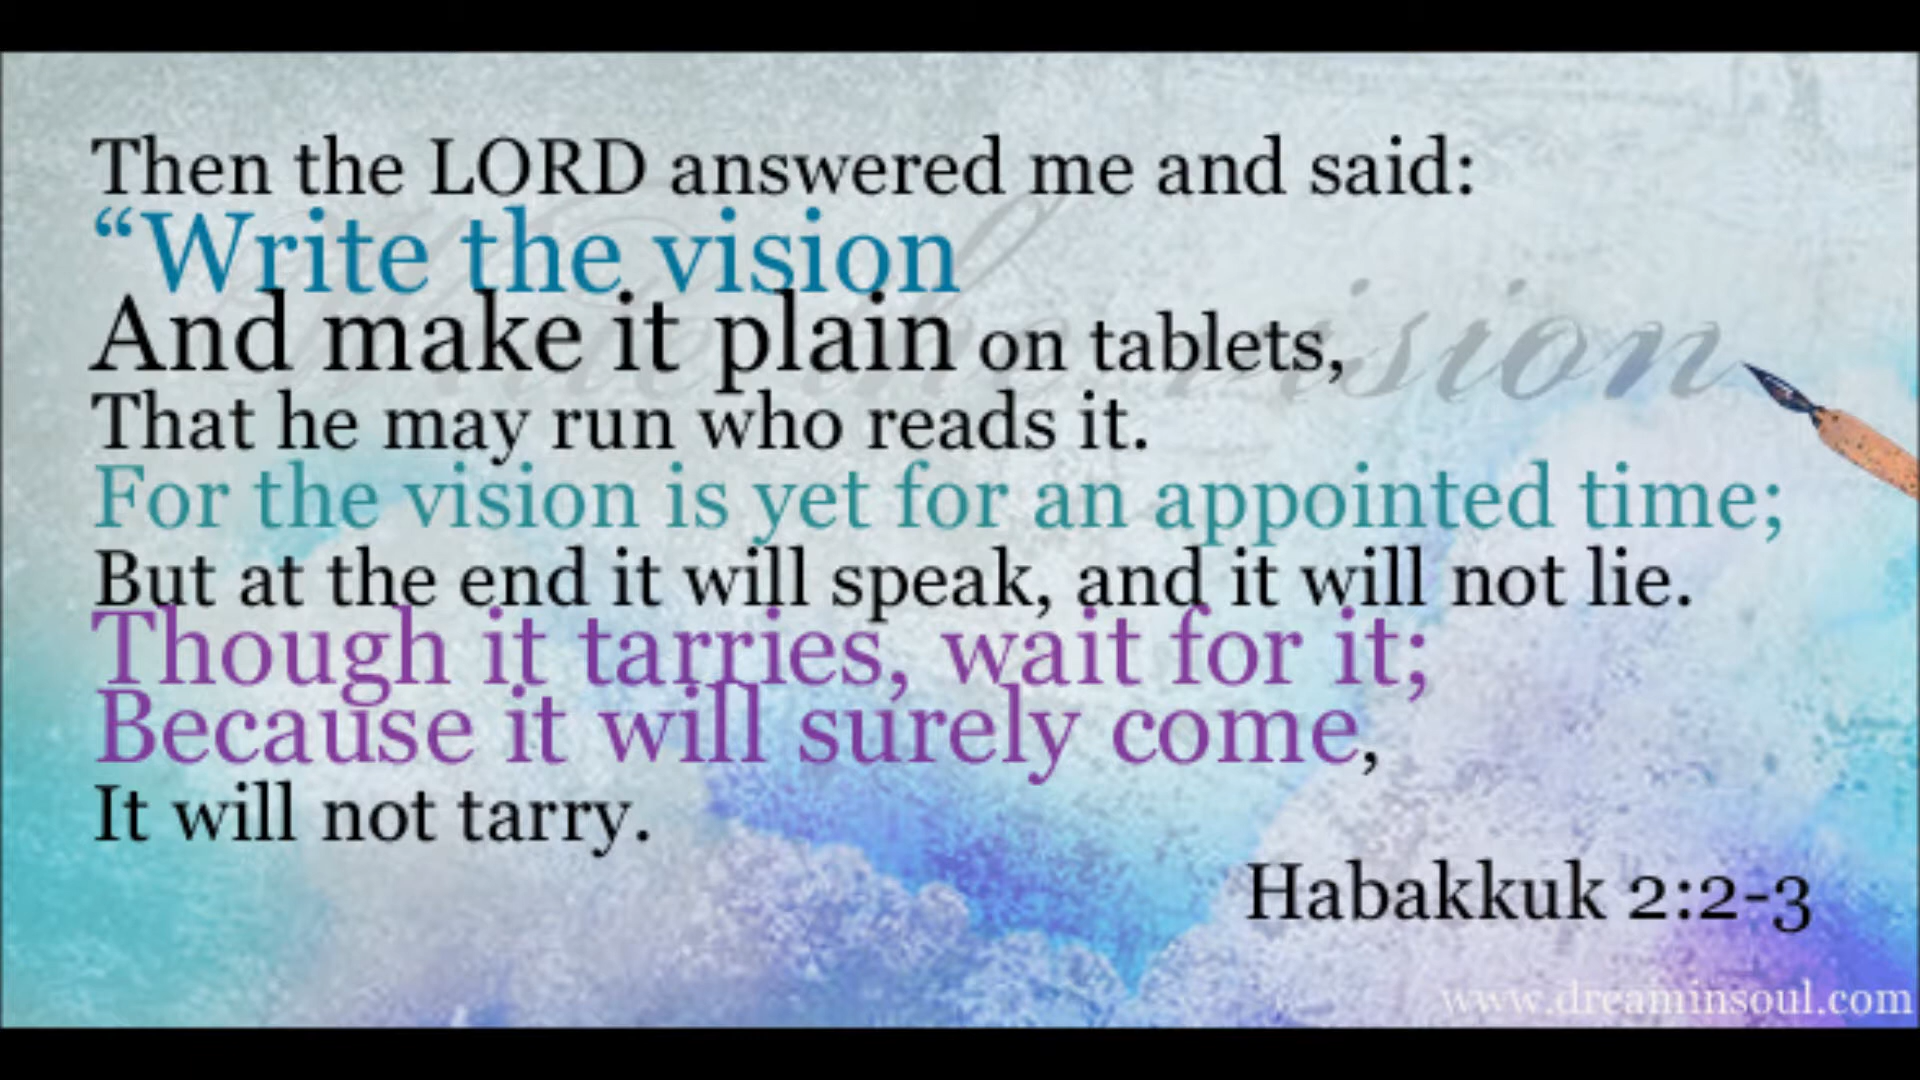 Then the LORD answered me and said:
“Write the vision
And make it plain on tablets,
That he may run who reads it.
For the vision is yet for an appointed time;
But at the end it will speak, and it will not lie.
Though it tarries, wait for it;
Because it will surely come,
It will not tarry.
Habakkuk 2:2-3
www.dreaminsoul.com